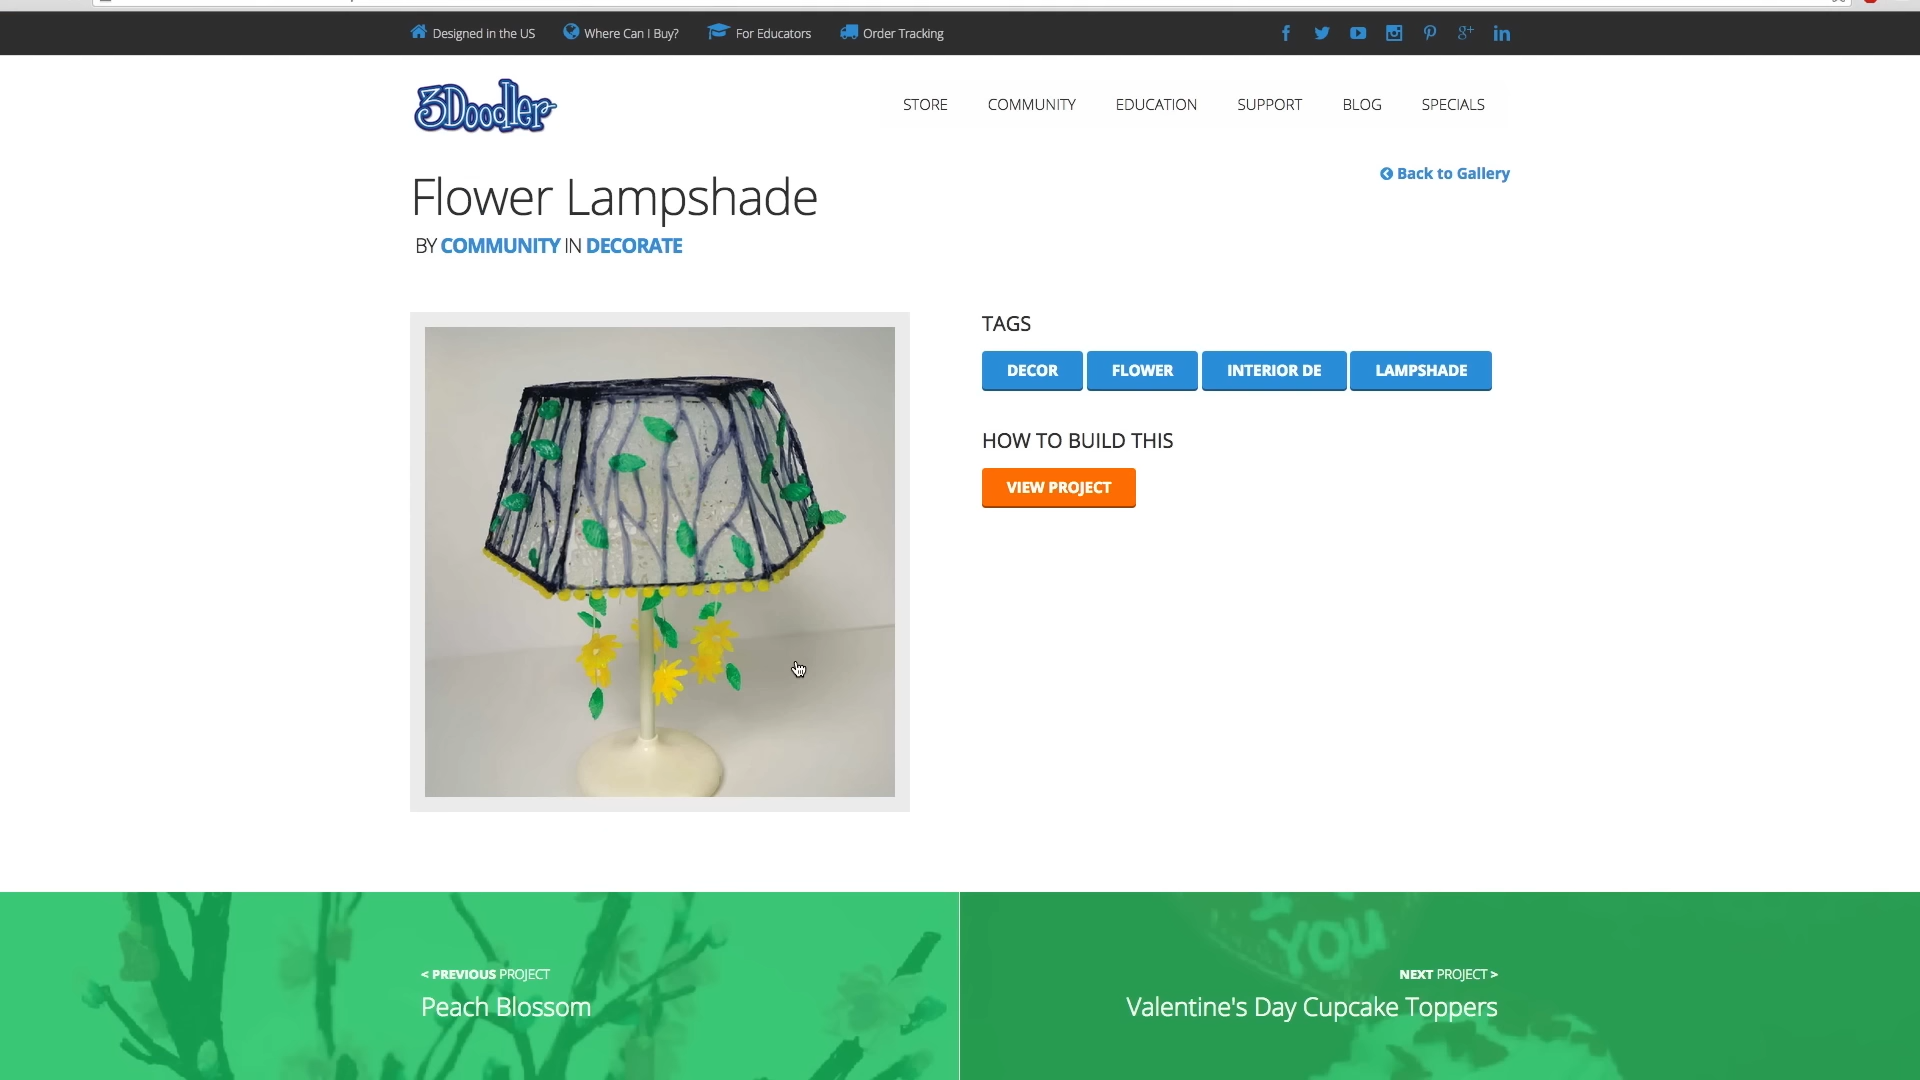 Designed in the US Where Can I Buy? For Educators Order Tracking
3Doodler
STORE COMMUNITY EDUCATION SUPPORT BLOG SPECIALS
Back to Gallery
Flower Lampshade
BY COMMUNITY IN DECORATE
TAGS
DECOR FLOWER INTERIOR DE LAMPSHADE
HOW TO BUILD THIS
VIEW PROJECT
YOU
< PREVIOUS PROJECT
Peach Blossom
NEXT PROJECT >
Valentine's Day Cupcake Toppers